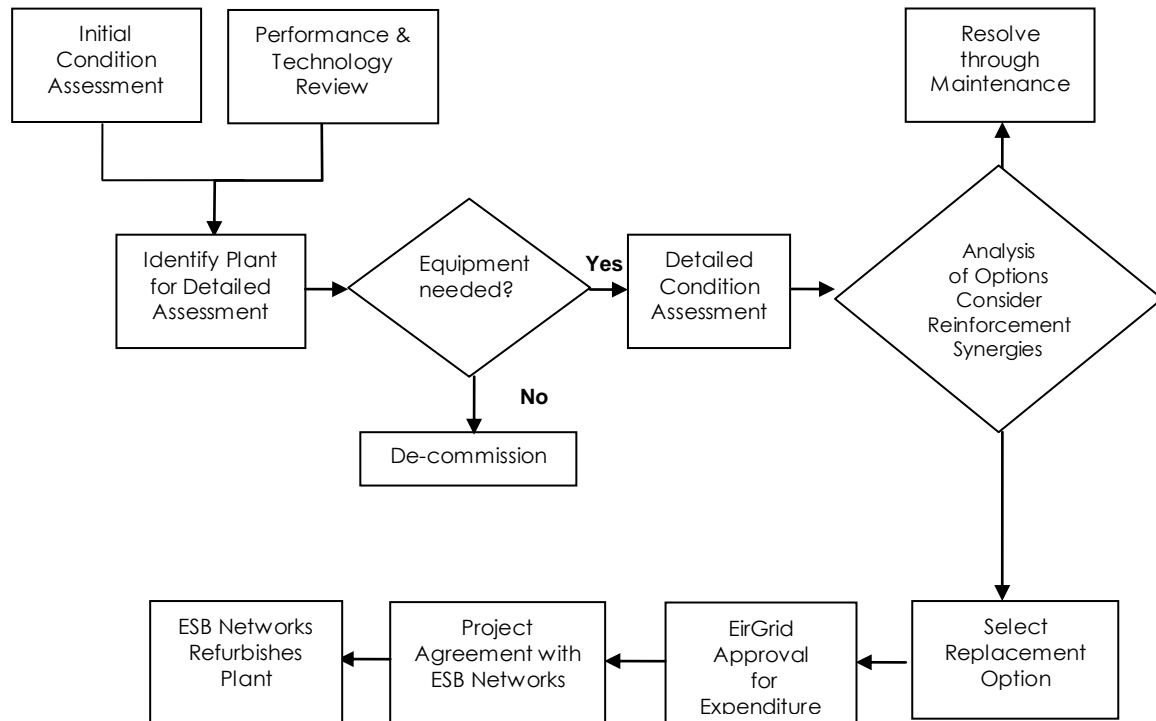 Initial
Condition
Assessment
Performance &
Technology
Review
Resolve
through
Maintenance
Identify Plant
for Detailed
Assessment
Equipment
needed?
Yes
No
De-commission
Detailed
Condition
Assessment
Analysis
of Options
Consider
Reinforcement
Synergies
Select
Replacement
Option
EirGrid
Approval
for
Expenditure
Project
Agreement with
ESB Networks
ESB Networks
Refurbishes
Plant